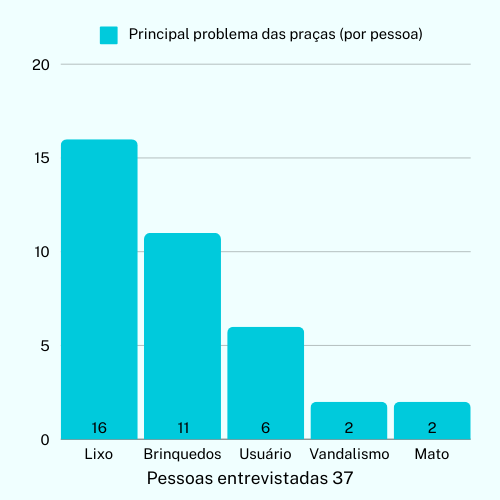 Principal problema das praças (por pessoa)
20
15
10
5
0
16
11
6
2
2
Lixo
Brinquedos
Usuário
Vandalismo
Mato
Pessoas entrevistadas 37